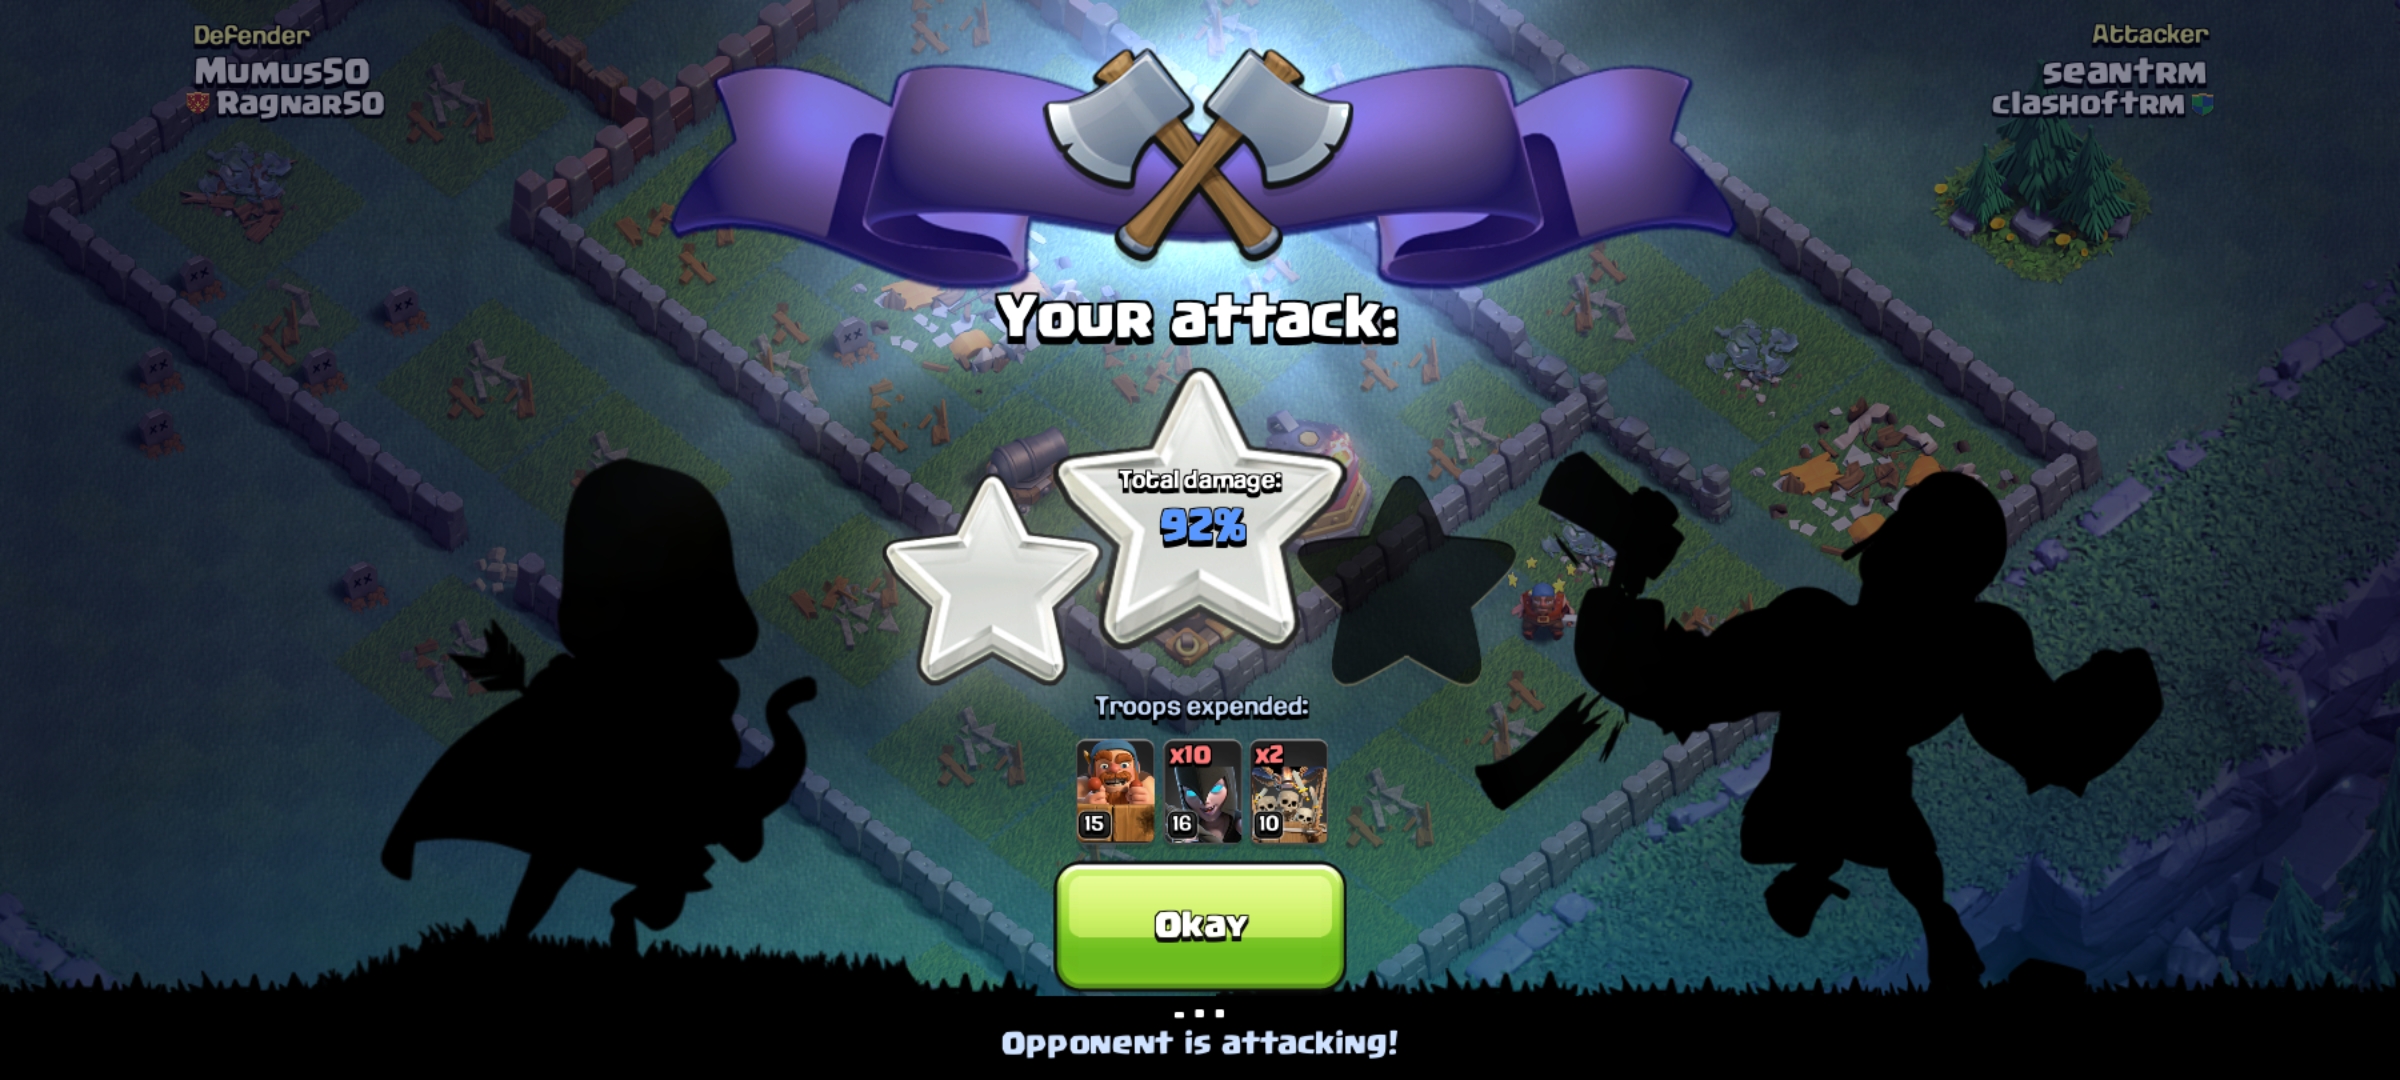 Defender
Mumus50
Ragnar50
Attacker
seantrm
clashoftrm
Your attack:
Total damage:
92%
Troops expended:
x10
x2
15
16
10
Okay
...
Opponent is attacking!